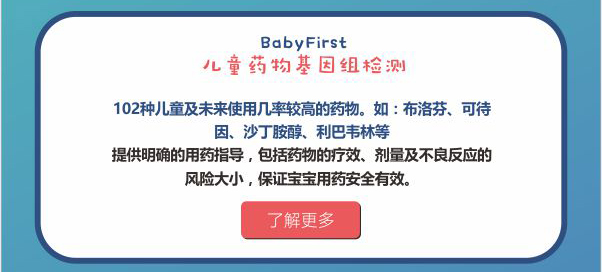 BabyFirst
儿童药物基因组检测
102种儿童及未来使用几率较高的药物。如：布洛芬、可待
因、沙丁胺醇、利巴韦林等
提供明确的用药指导，包括药物的疗效、剂量及不良反应的
风险大小，保证宝宝用药安全有效。
了解更多